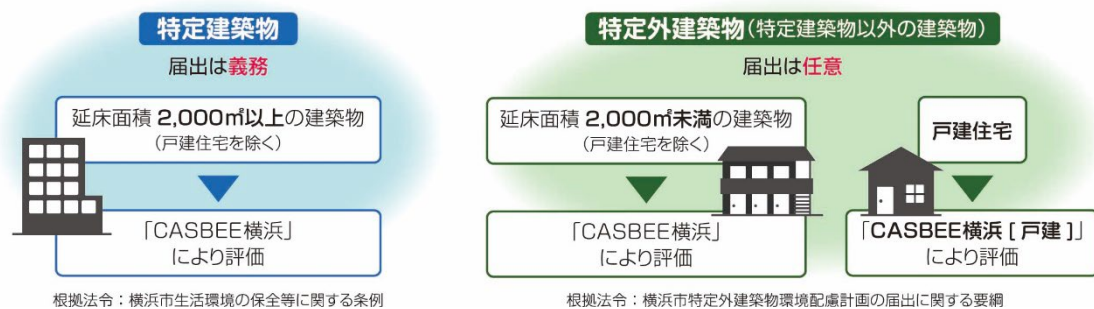 特定建築物
届出は義務
延床面積 2,000㎡以上の建築物
(戸建住宅を除く)
「CASBEE横浜」
により評価
根拠法令：横浜市生活環境の保全等に関する条例
特定外建築物(特定建築物以外の建築物)
届出は任意
延床面積 2,000㎡未満の建築物
(戸建住宅を除く)
「CASBEE横浜」
により評価
戸建住宅
「CASBEE横浜 [ 戸建 ]」
により評価
根拠法令：横浜市特定外建築物環境配慮計画の届出に関する要綱